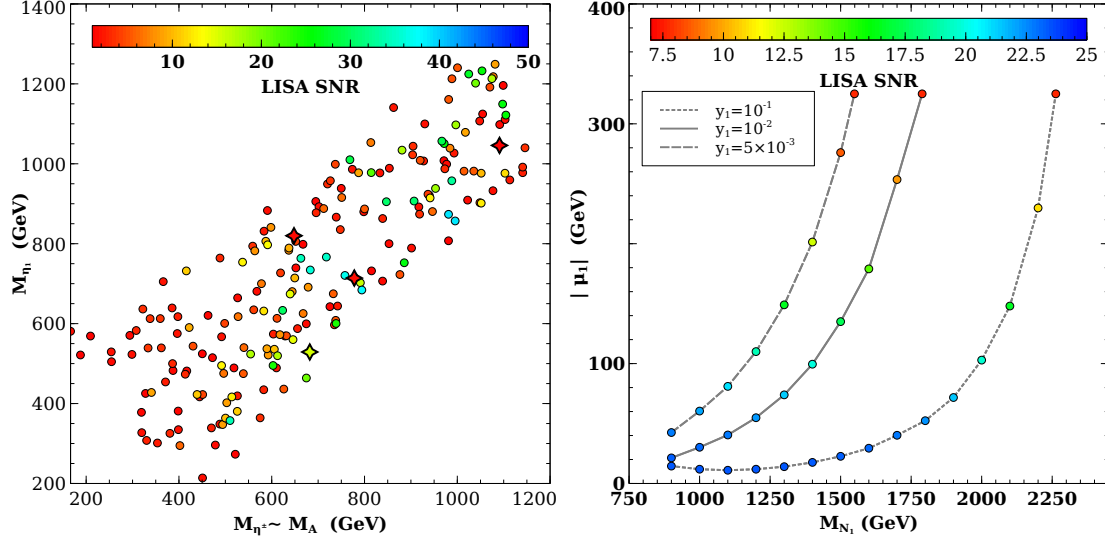 1400
1200
1000
800
600
400
200
M_η₁ (GeV)
10 20 30 40 50
LISA SNR
200 400 600 800 1000 1200
M_η± ~ M_A (GeV)
400
300
100
0
| μ₁| (GeV)
7.5 10 12.5 15 17.5 20 22.5 25
LISA SNR
y₁=10⁻¹
y₁=10⁻²
y₁=5×10⁻³
750 1000 1250 1500 1750 2000 2250
M_N₁ (GeV)